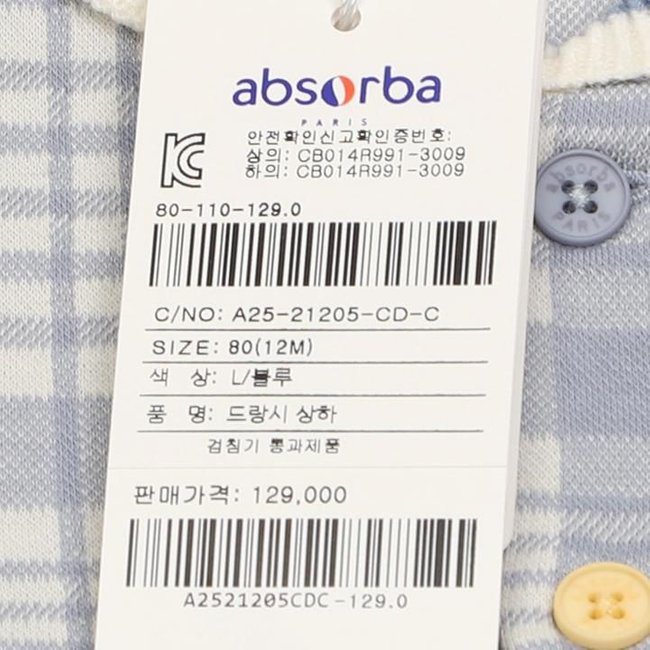 absorba
PARIS
안전확인신고확인증번호:
상의: CB014R991-3009
하의: CB014R991-3009
80-110-129.0
C/NO: A25-21205-CD-C
SIZE: 80(12M)
색 상: L/블루
품 명: 드랑시 상하
검침기 통과제품
판매가격: 129,000
A2521205CDC-129.0
absorba
PARIS